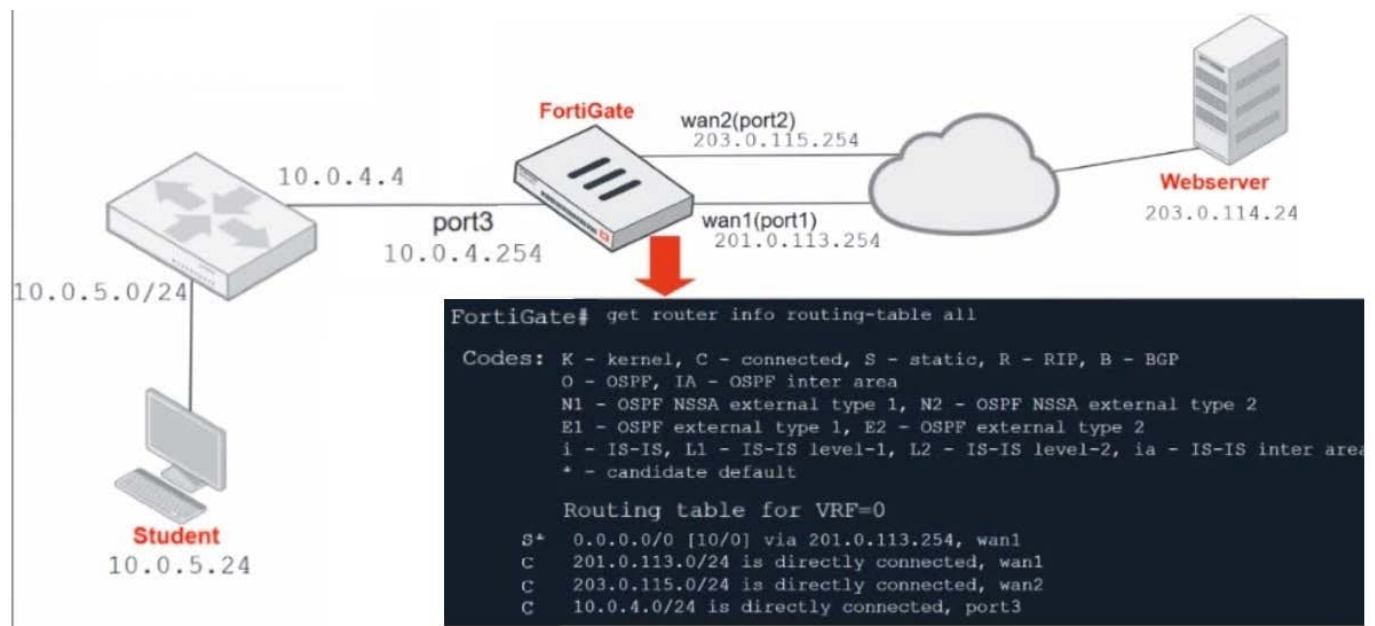 FortiGate
wan2(port2)
203.0.115.254
10.0.4.4
port3
10.0.4.254
wan1(port1)
201.0.113.254
Webserver
203.0.114.24
10.0.5.0/24
Student
10.0.5.24
FortiGate# get router info routing-table all
Codes: K - kernel, C - connected, S - static, R - RIP, B - BGP
O - OSPF, IA - OSPF inter area
N1 - OSPF NSSA external type 1, N2 - OSPF NSSA external type 2
E1 - OSPF external type 1, E2 - OSPF external type 2
i - IS-IS, L1 - IS-IS level-1, L2 - IS-IS level-2, ia - IS-IS inter area
* - candidate default
Routing table for VRF=0
S* 0.0.0.0/0 [10/0] via 201.0.113.254, wan1
C 201.0.113.0/24 is directly connected, wan1
C 203.0.115.0/24 is directly connected, wan2
C 10.0.4.0/24 is directly connected, port3